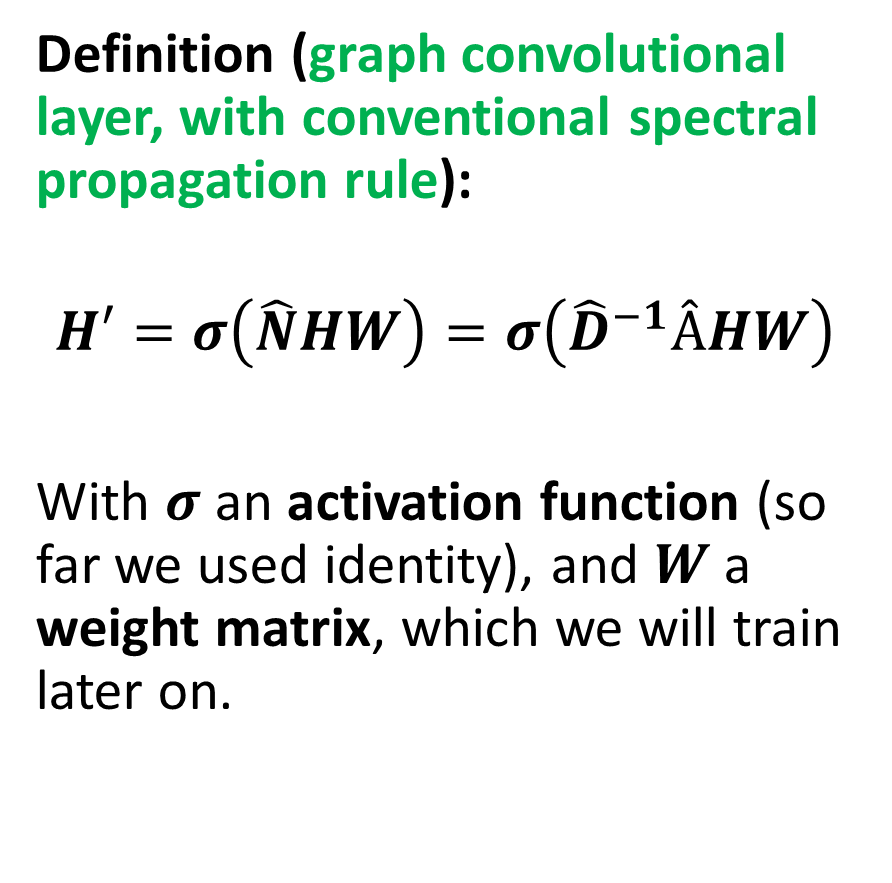 Definition (graph convolutional
layer, with conventional spectral
propagation rule):
H′ = σ(N̂HW) = σ(D̂⁻¹ÂHW)
With σ an activation function (so
far we used identity), and W a
weight matrix, which we will train
later on.